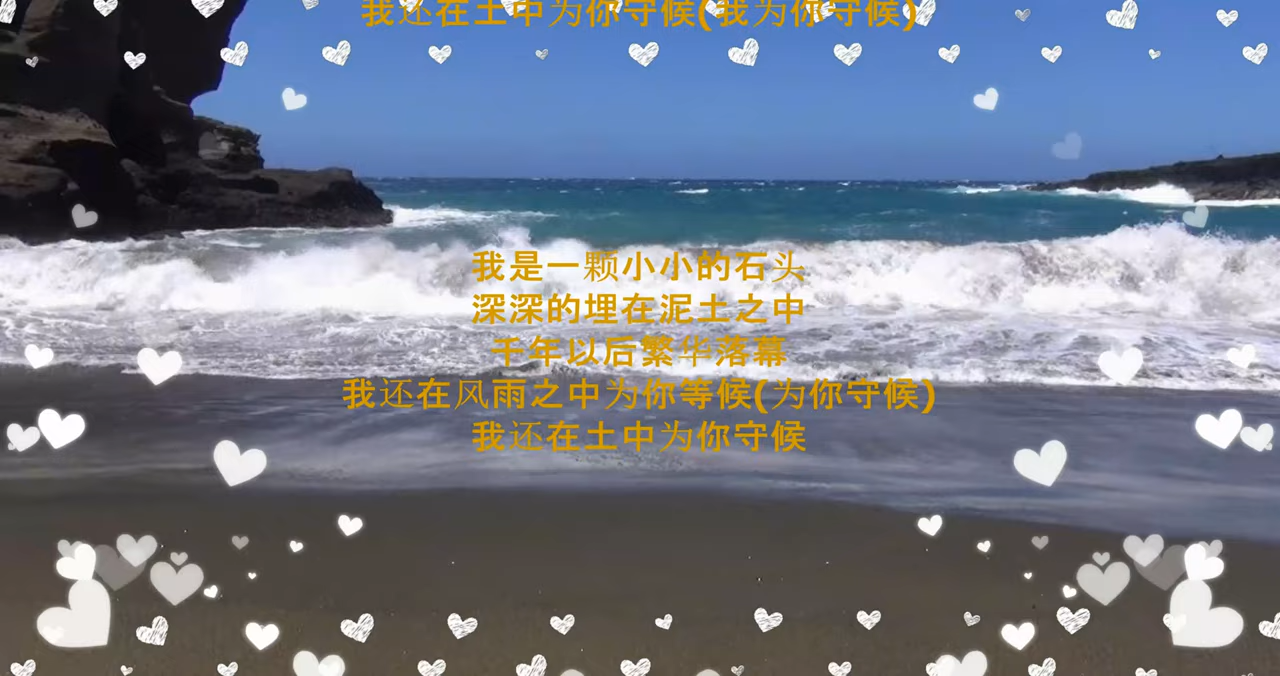 我还在土中为你守候(我为你守候)
我是一颗小小的石头
深深的埋在泥土之中
千年以后繁华落幕
我还在风雨之中为你等候(为你守候)
我还在土中为你守候